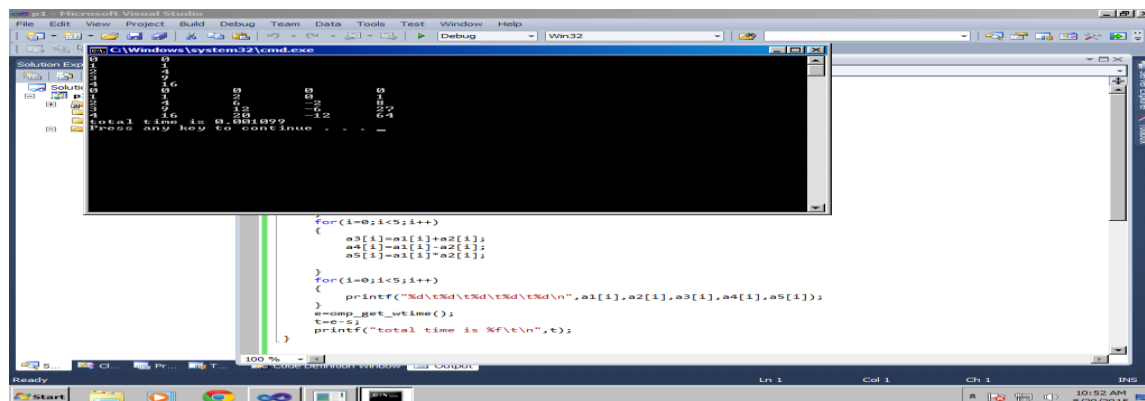 p1 - Microsoft Visual Studio
File Edit View Project Build Debug Team Data Tools Test Window Help
Debug Win32
C:\Windows\system32\cmd.exe
Solution Exp
0 0
1 1
2 4
3 9
4 16
0 0 0 0 0
1 1 2 0 1
2 4 6 -2 8
3 9 12 -6 27
4 16 20 -12 64
total time is 0.001099
Press any key to continue . . . _
for(i=0;i<5;i++)
{
a3[i]=a1[i]+a2[i];
a4[i]=a1[i]-a2[i];
a5[i]=a1[i]*a2[i];
}
for(i=0;i<5;i++)
{
printf("%d\t%d\t%d\t%d\t%d\n",a1[i],a2[i],a3[i],a4[i],a5[i]);
}
e=omp_get_wtime();
t=e-s;
printf("total time is %f\t\n",t);
}
100 %
S... Cl... Pr... T... Code Definition Window Output
Ready Ln 1 Col 1 Ch 1 INS
Start 10:52 AM